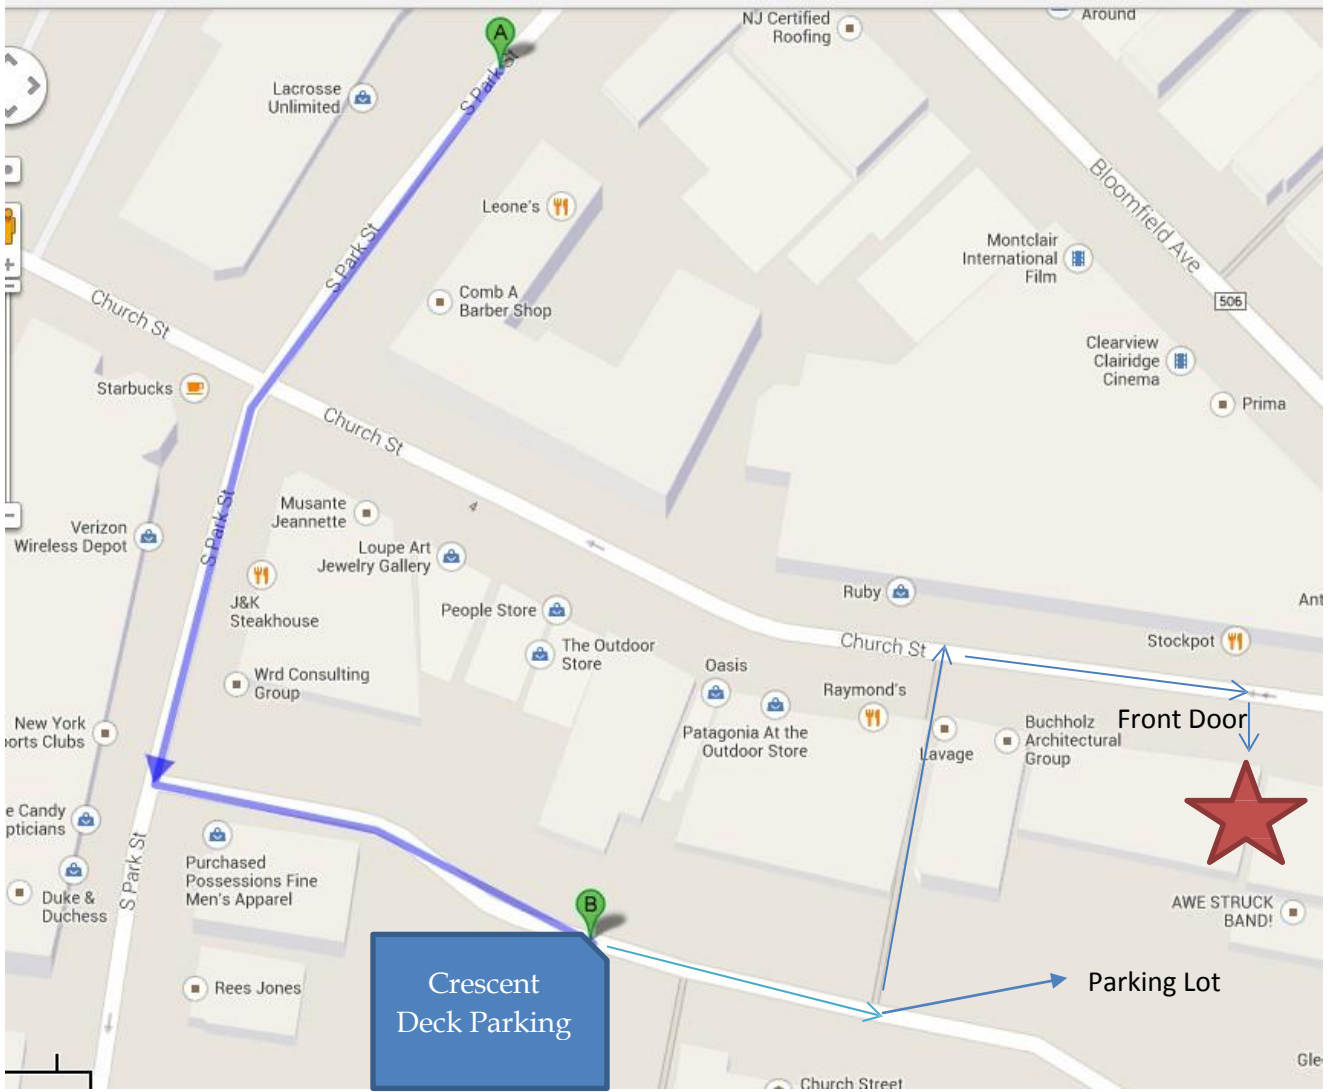 A
S Park St
NJ Certified
Roofing
Around
Lacrosse
Unlimited
Bloomfield Ave
Leone's
S Park St
Montclair
International
Film
506
Church St
Comb A
Barber Shop
Clearview
Clairidge
Cinema
Starbucks
Prima
Church St
S Park St
Musante
Jeannette
Verizon
Wireless Depot
Loupe Art
Jewelry Gallery
Ruby
J&K
Steakhouse
People Store
Ant
Church St
Stockpot
The Outdoor
Store
Oasis
Wrd Consulting
Group
Raymond's
New York
orts Clubs
Patagonia At the
Outdoor Store
Lavage
Buchholz
Architectural
Group
Front Door
e Candy
pticians
S Park St
Purchased
Possessions Fine
Men's Apparel
Duke &
Duchess
B
AWE STRUCK
BAND!
Rees Jones
Crescent
Deck Parking
Parking Lot
Gle
Church Street